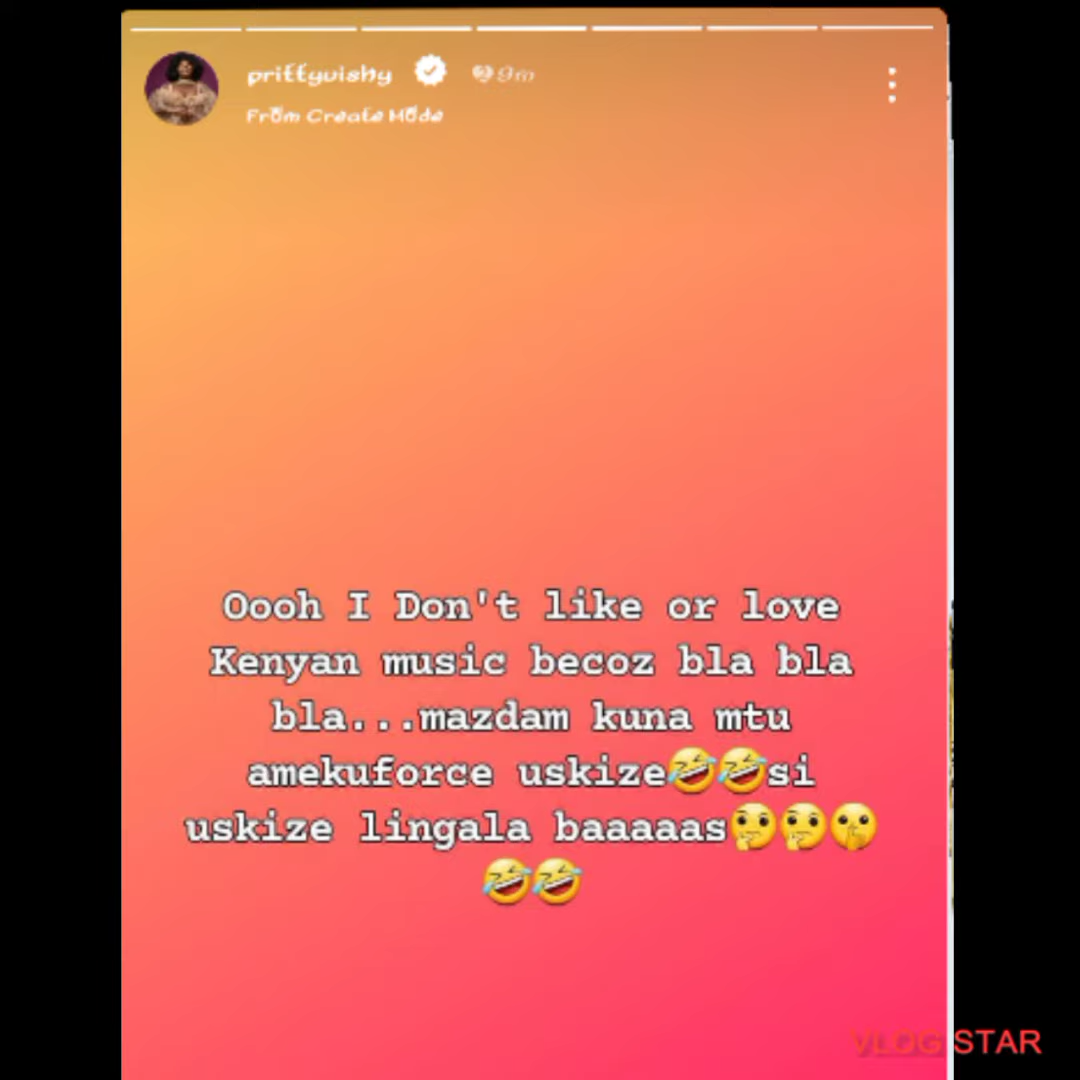 prittyvishy 9m
From Create Mode
Oooh I Don't like or love
Kenyan music becoz bla bla
bla...mazdam kuna mtu
amekuforce uskize🤣🤣si
uskize lingala baaaaas🤔🤔🤫
🤣🤣
VLOG STAR